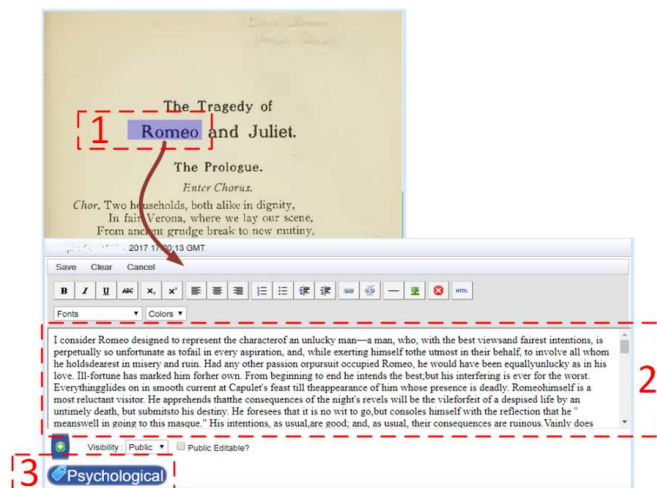 The Tragedy of
1
Romeo and Juliet.
The Prologue.
Enter Chorus.
Chor. Two households, both alike in dignity,
In fair Verona, where we lay our scene,
From ancient grudge break to new mutiny,
2017 17:00:13 GMT
Save Clear Cancel
B I U ABC X, X'
HTML
Fonts Colors
I consider Romeo designed to represent the characterof an unlucky man—a man, who, with the best viewsand fairest intentions, is
perpetually so unfortunate as tofail in every aspiration, and, while exerting himself tothe utmost in their behalf, to involve all whom
he holdsdearest in misery and ruin. Had any other passion orpursuit occupied Romeo, he would have been equallyunlucky as in his
love. Ill-fortune has marked him forher own. From beginning to end he intends the best;but his interfering is ever for the worst.
Everythingglides on in smooth current at Capulet's feast till theappearance of him whose presence is deadly. Romeohimself is a
most reluctant visitor. He apprehends thatthe consequences of the night's revels will be the vileforfeit of a despised life by an
untimely death, but submitsto his destiny. He foresees that it is no wit to go,but consoles himself with the reflection that he "
meanswell in going to this masque." His intentions, as usual,are good; and, as usual, their consequences are ruinous.Vainly does
2
Visibility: Public Public Editable?
3
Psychological